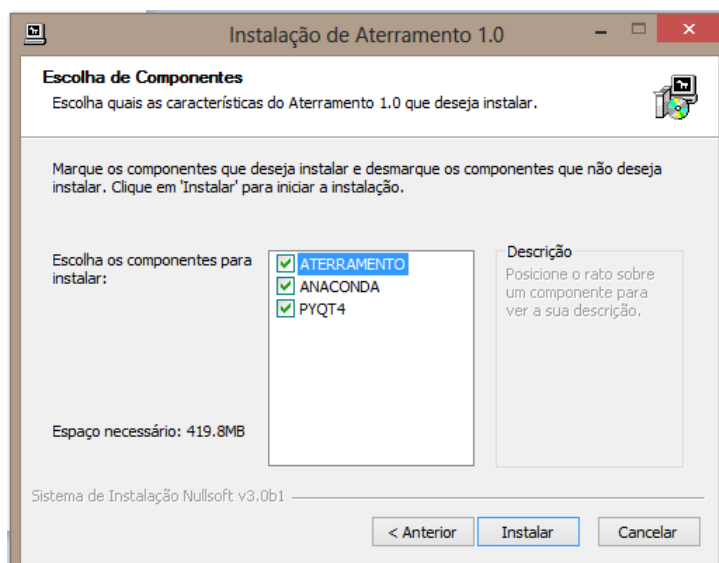 Instalação de Aterramento 1.0
Escolha de Componentes
Escolha quais as características do Aterramento 1.0 que deseja instalar.
Marque os componentes que deseja instalar e desmarque os componentes que não deseja
instalar. Clique em 'Instalar' para iniciar a instalação.
Escolha os componentes para
instalar:
ATERRAMENTO
ANACONDA
PYQT4
Descrição
Posicione o rato sobre
um componente para
ver a sua descrição.
Espaço necessário: 419.8MB
Sistema de Instalação Nullsoft v3.0b1
< Anterior
Instalar
Cancelar